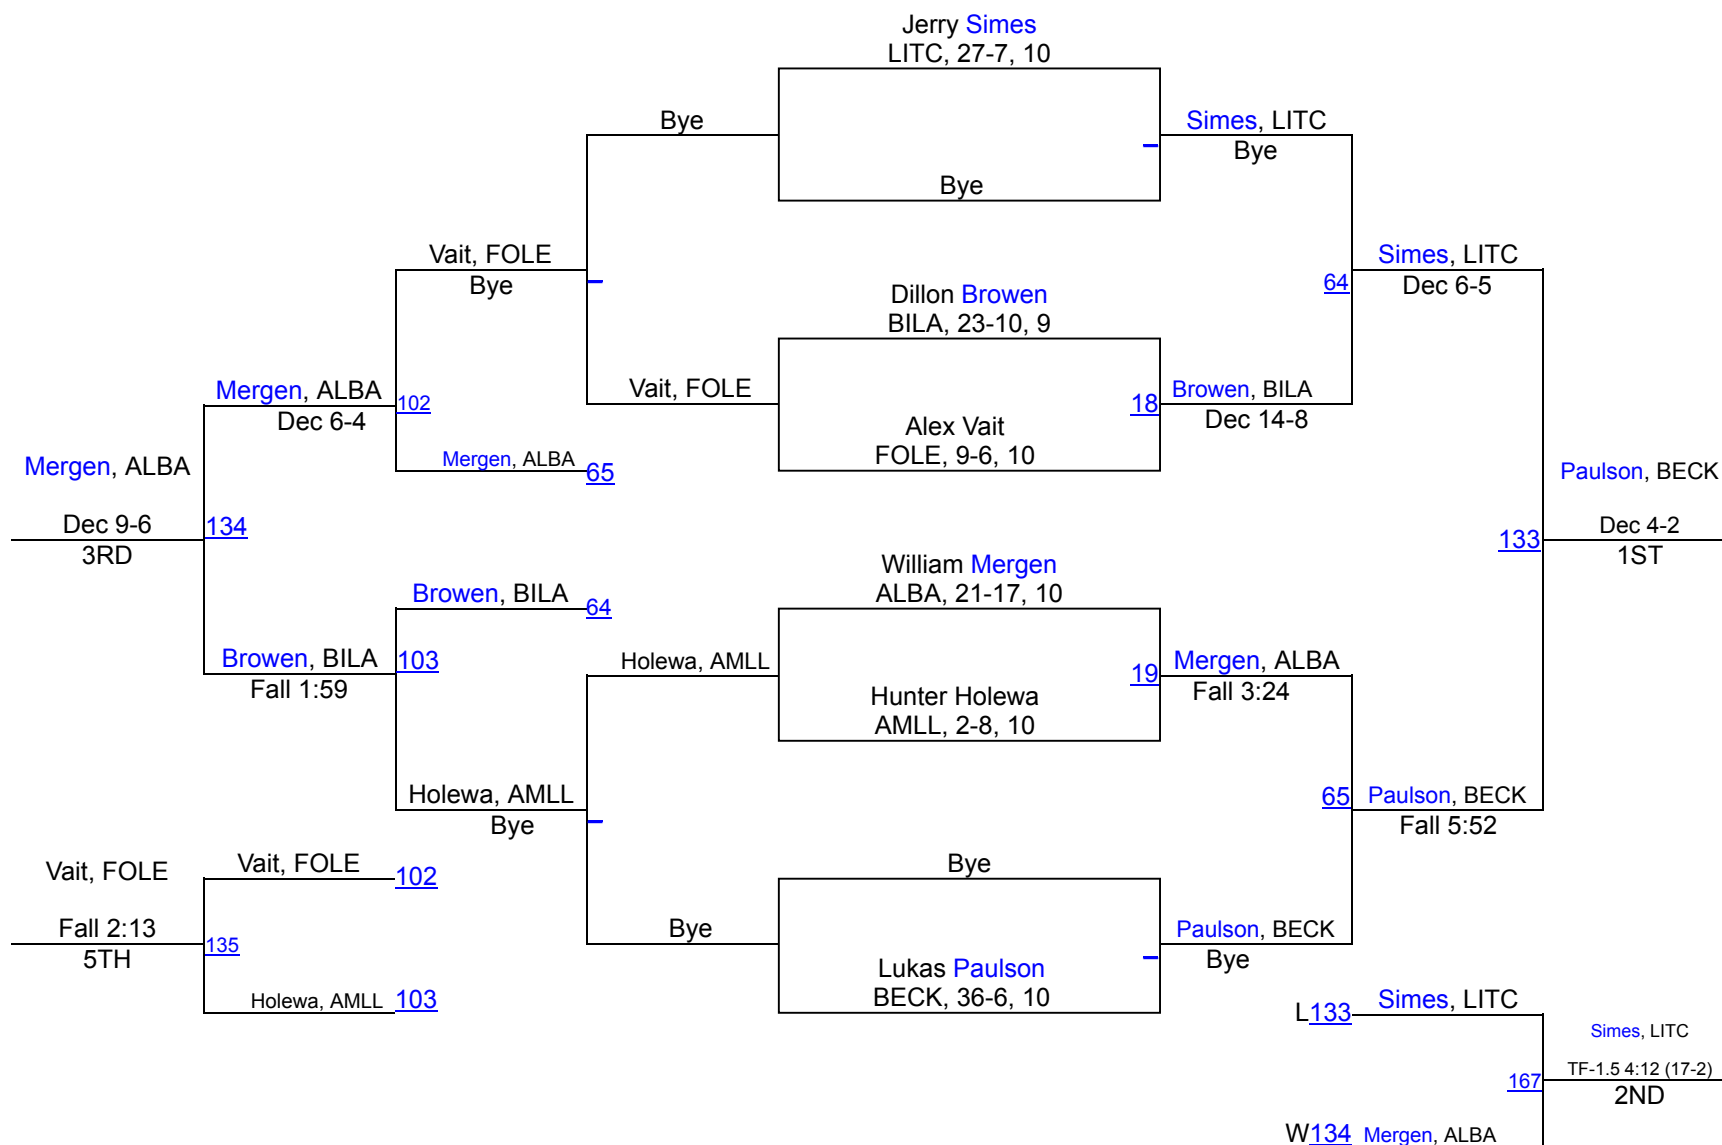 Jerry Simes
LITC, 27-7, 10
Bye
Simes, LITC
Bye
Bye
Vait, FOLE
Bye
Simes, LITC
Dec 6-5
64
Dillon Browen
BILA, 23-10, 9
Mergen, ALBA
Dec 6-4
102
Vait, FOLE
18
Browen, BILA
Dec 14-8
Alex Vait
FOLE, 9-6, 10
Mergen, ALBA
65
Mergen, ALBA
Dec 9-6
3RD
134
Paulson, BECK
Dec 4-2
1ST
133
William Mergen
ALBA, 21-17, 10
Browen, BILA
64
Browen, BILA
Fall 1:59
103
Holewa, AMLL
19
Mergen, ALBA
Fall 3:24
Hunter Holewa
AMLL, 2-8, 10
Holewa, AMLL
Bye
65
Paulson, BECK
Fall 5:52
Vait, FOLE
Vait, FOLE
102
Bye
Fall 2:13
5TH
135
Bye
Paulson, BECK
Bye
Lukas Paulson
BECK, 36-6, 10
Holewa, AMLL
103
L133
Simes, LITC
Simes, LITC
TF-1.5 4:12 (17-2)
2ND
167
W134
Mergen, ALBA